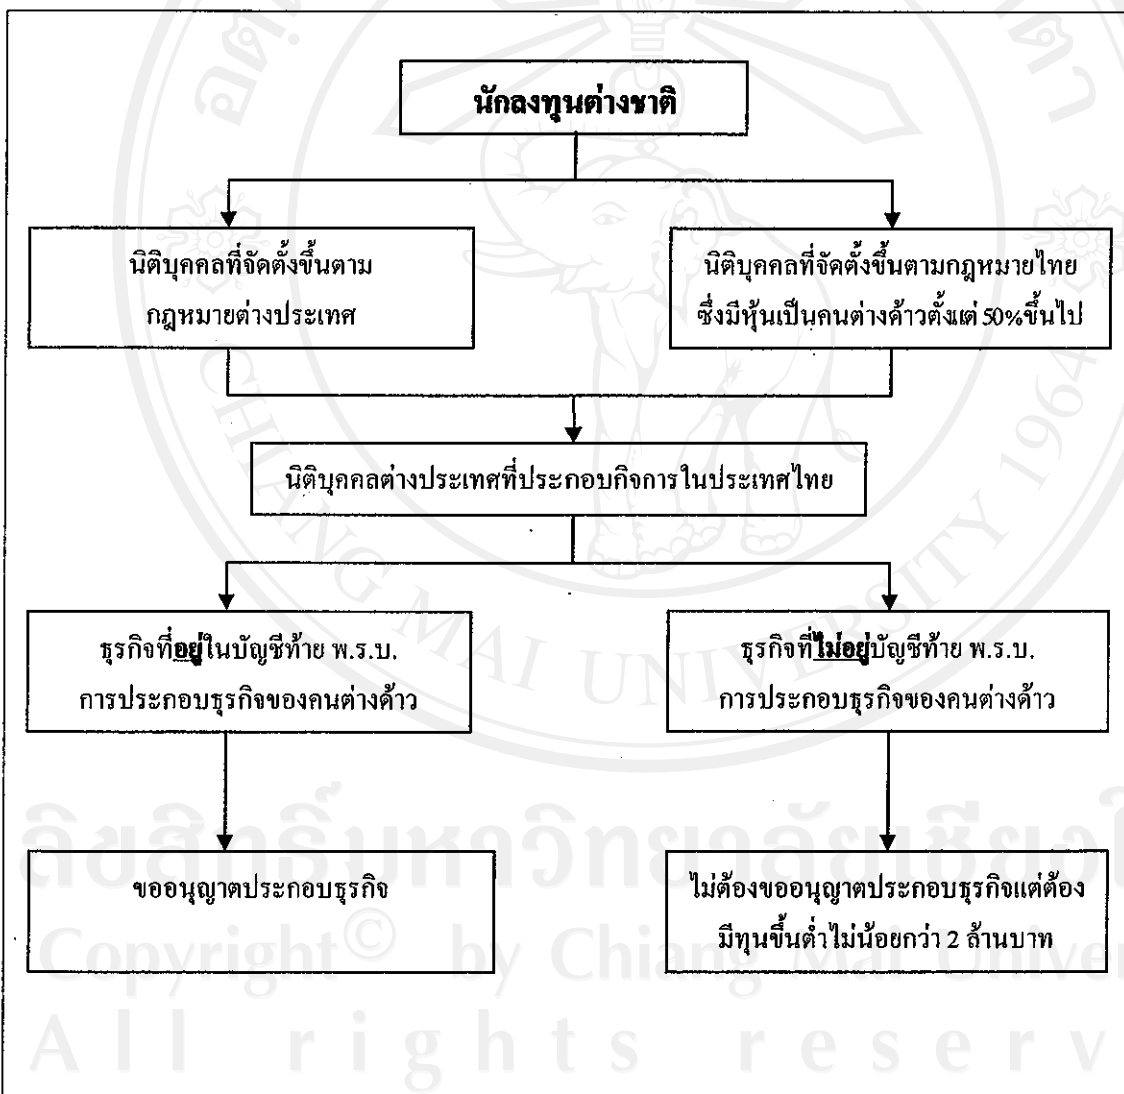 นักลงทุนต่างชาติ
นิติบุคคลที่จัดตั้งขึ้นตาม
กฎหมายต่างประเทศ
นิติบุคคลที่จัดตั้งขึ้นตามกฎหมายไทย
ซึ่งมีหุ้นเป็นคนต่างด้าวตั้งแต่ 50%ขึ้นไป
นิติบุคคลต่างประเทศที่ประกอบกิจการในประเทศไทย
ธุรกิจที่อยู่ในบัญชีท้าย พ.ร.บ.
การประกอบธุรกิจของคนต่างด้าว
ธุรกิจที่ไม่อยู่บัญชีท้าย พ.ร.บ.
การประกอบธุรกิจของคนต่างด้าว
ขออนุญาตประกอบธุรกิจ
ไม่ต้องขออนุญาตประกอบธุรกิจแต่ต้อง
มีทุนขึ้นต่ำไม่น้อยกว่า 2 ล้านบาท
CHIANG MAI UNIVERSITY 1964
ลิขสิทธิ์มหาวิทยาลัยเชียงให
Copyright © by Chiang Mai Univer
All rights reserv